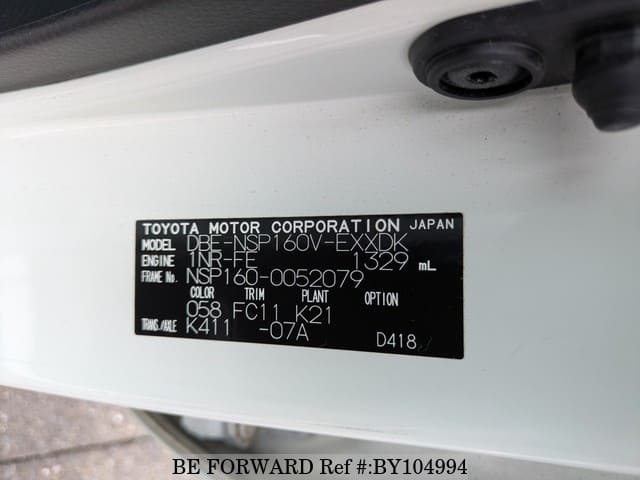 TOYOTA MOTOR CORPORATION JAPAN
MODEL DBE-NSP160V-EXXDK
ENGINE 1NR-FE 1329 mL
FRAME No. NSP160-0052079
COLOR TRIM PLANT OPTION
058 FC11 K21
TRANS./AXLE K411 -07A
D418
BE FORWARD Ref #:BY104994